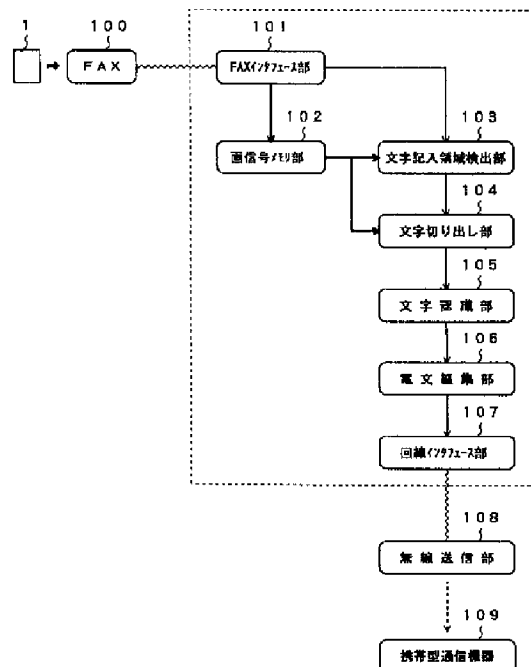 1
100
FAX
101
FAXインタフェース部
102
画信号メモリ部
103
文字記入領域検出部
104
文字切り出し部
105
文字認識部
106
電文編集部
107
回線インタフェース部
108
無線送信部
109
携帯型通信機器